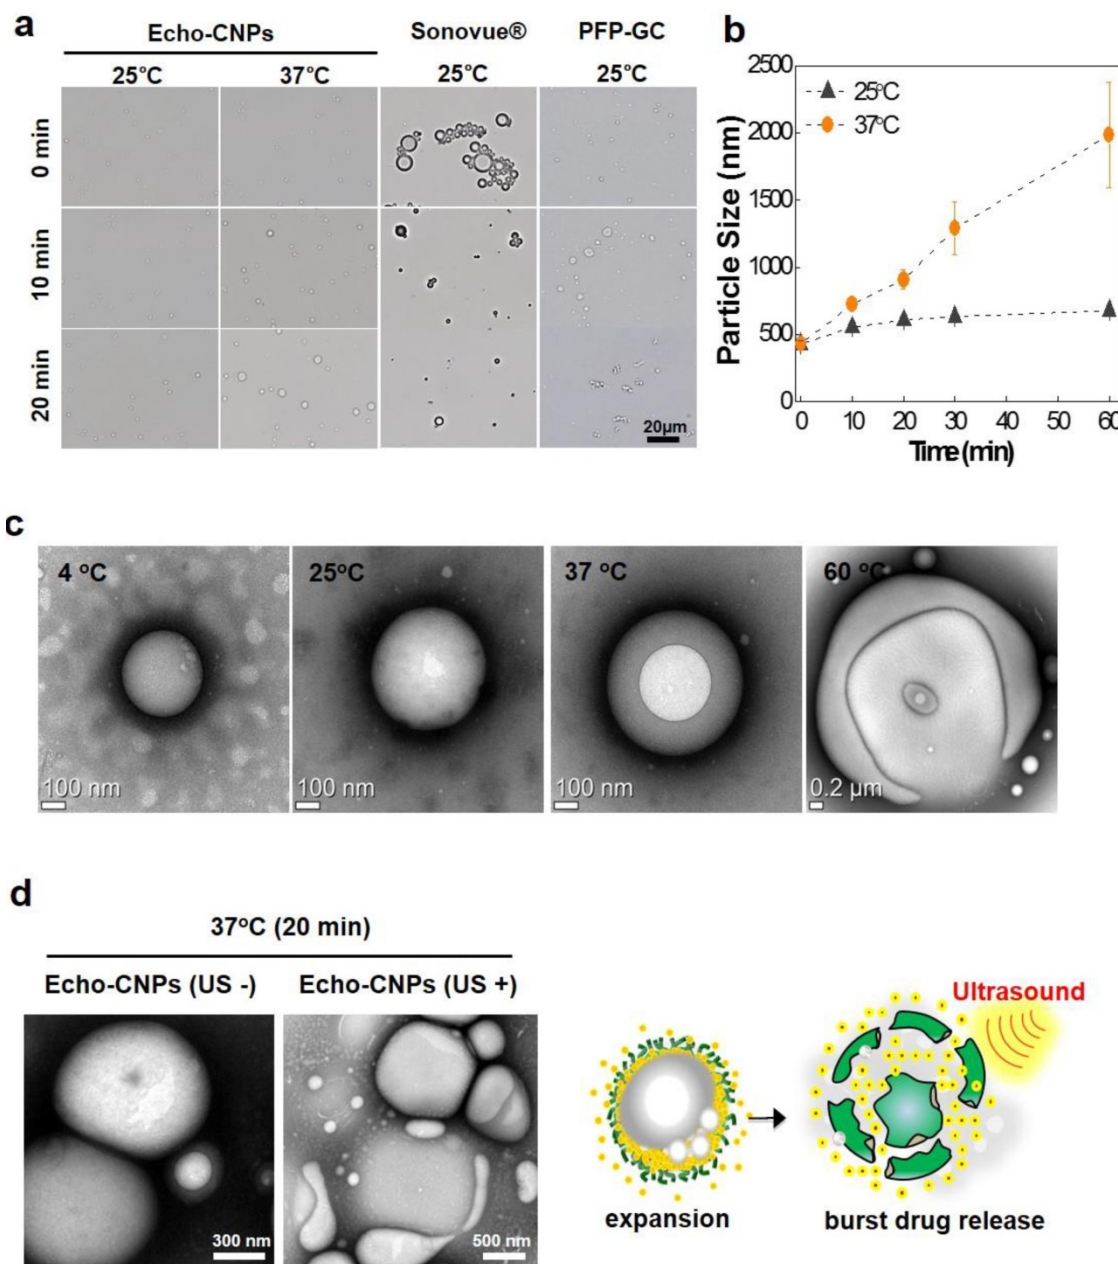 a
Echo-CNPs Sonovue® PFP-GC
25°C 37°C 25°C 25°C
0 min
10 min
20 min
20µm
b
2500
2000
1500
1000
500
0
Particle Size (nm)
25°C
37°C
0 10 20 30 40 50 60
Time (min)
c
4 °C 25°C 37 °C 60 °C
100 nm 100 nm 100 nm 0.2 µm
d
37°C (20 min)
Echo-CNPs (US -) Echo-CNPs (US +)
300 nm 500 nm
Ultrasound
expansion burst drug release